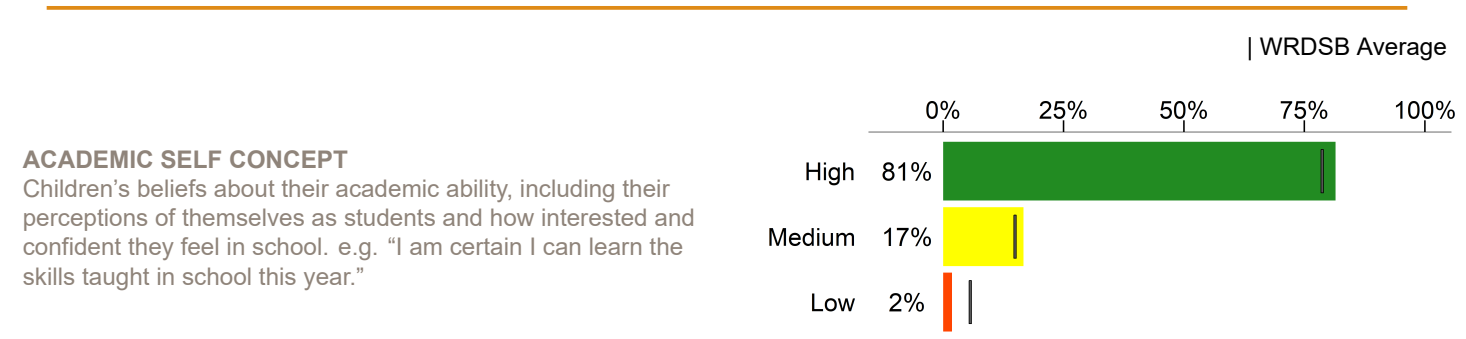 | WRDSB Average
0% 25% 50% 75% 100%
ACADEMIC SELF CONCEPT
Children’s beliefs about their academic ability, including their
perceptions of themselves as students and how interested and
confident they feel in school. e.g. “I am certain I can learn the
skills taught in school this year.”
High 81%
Medium 17%
Low 2%